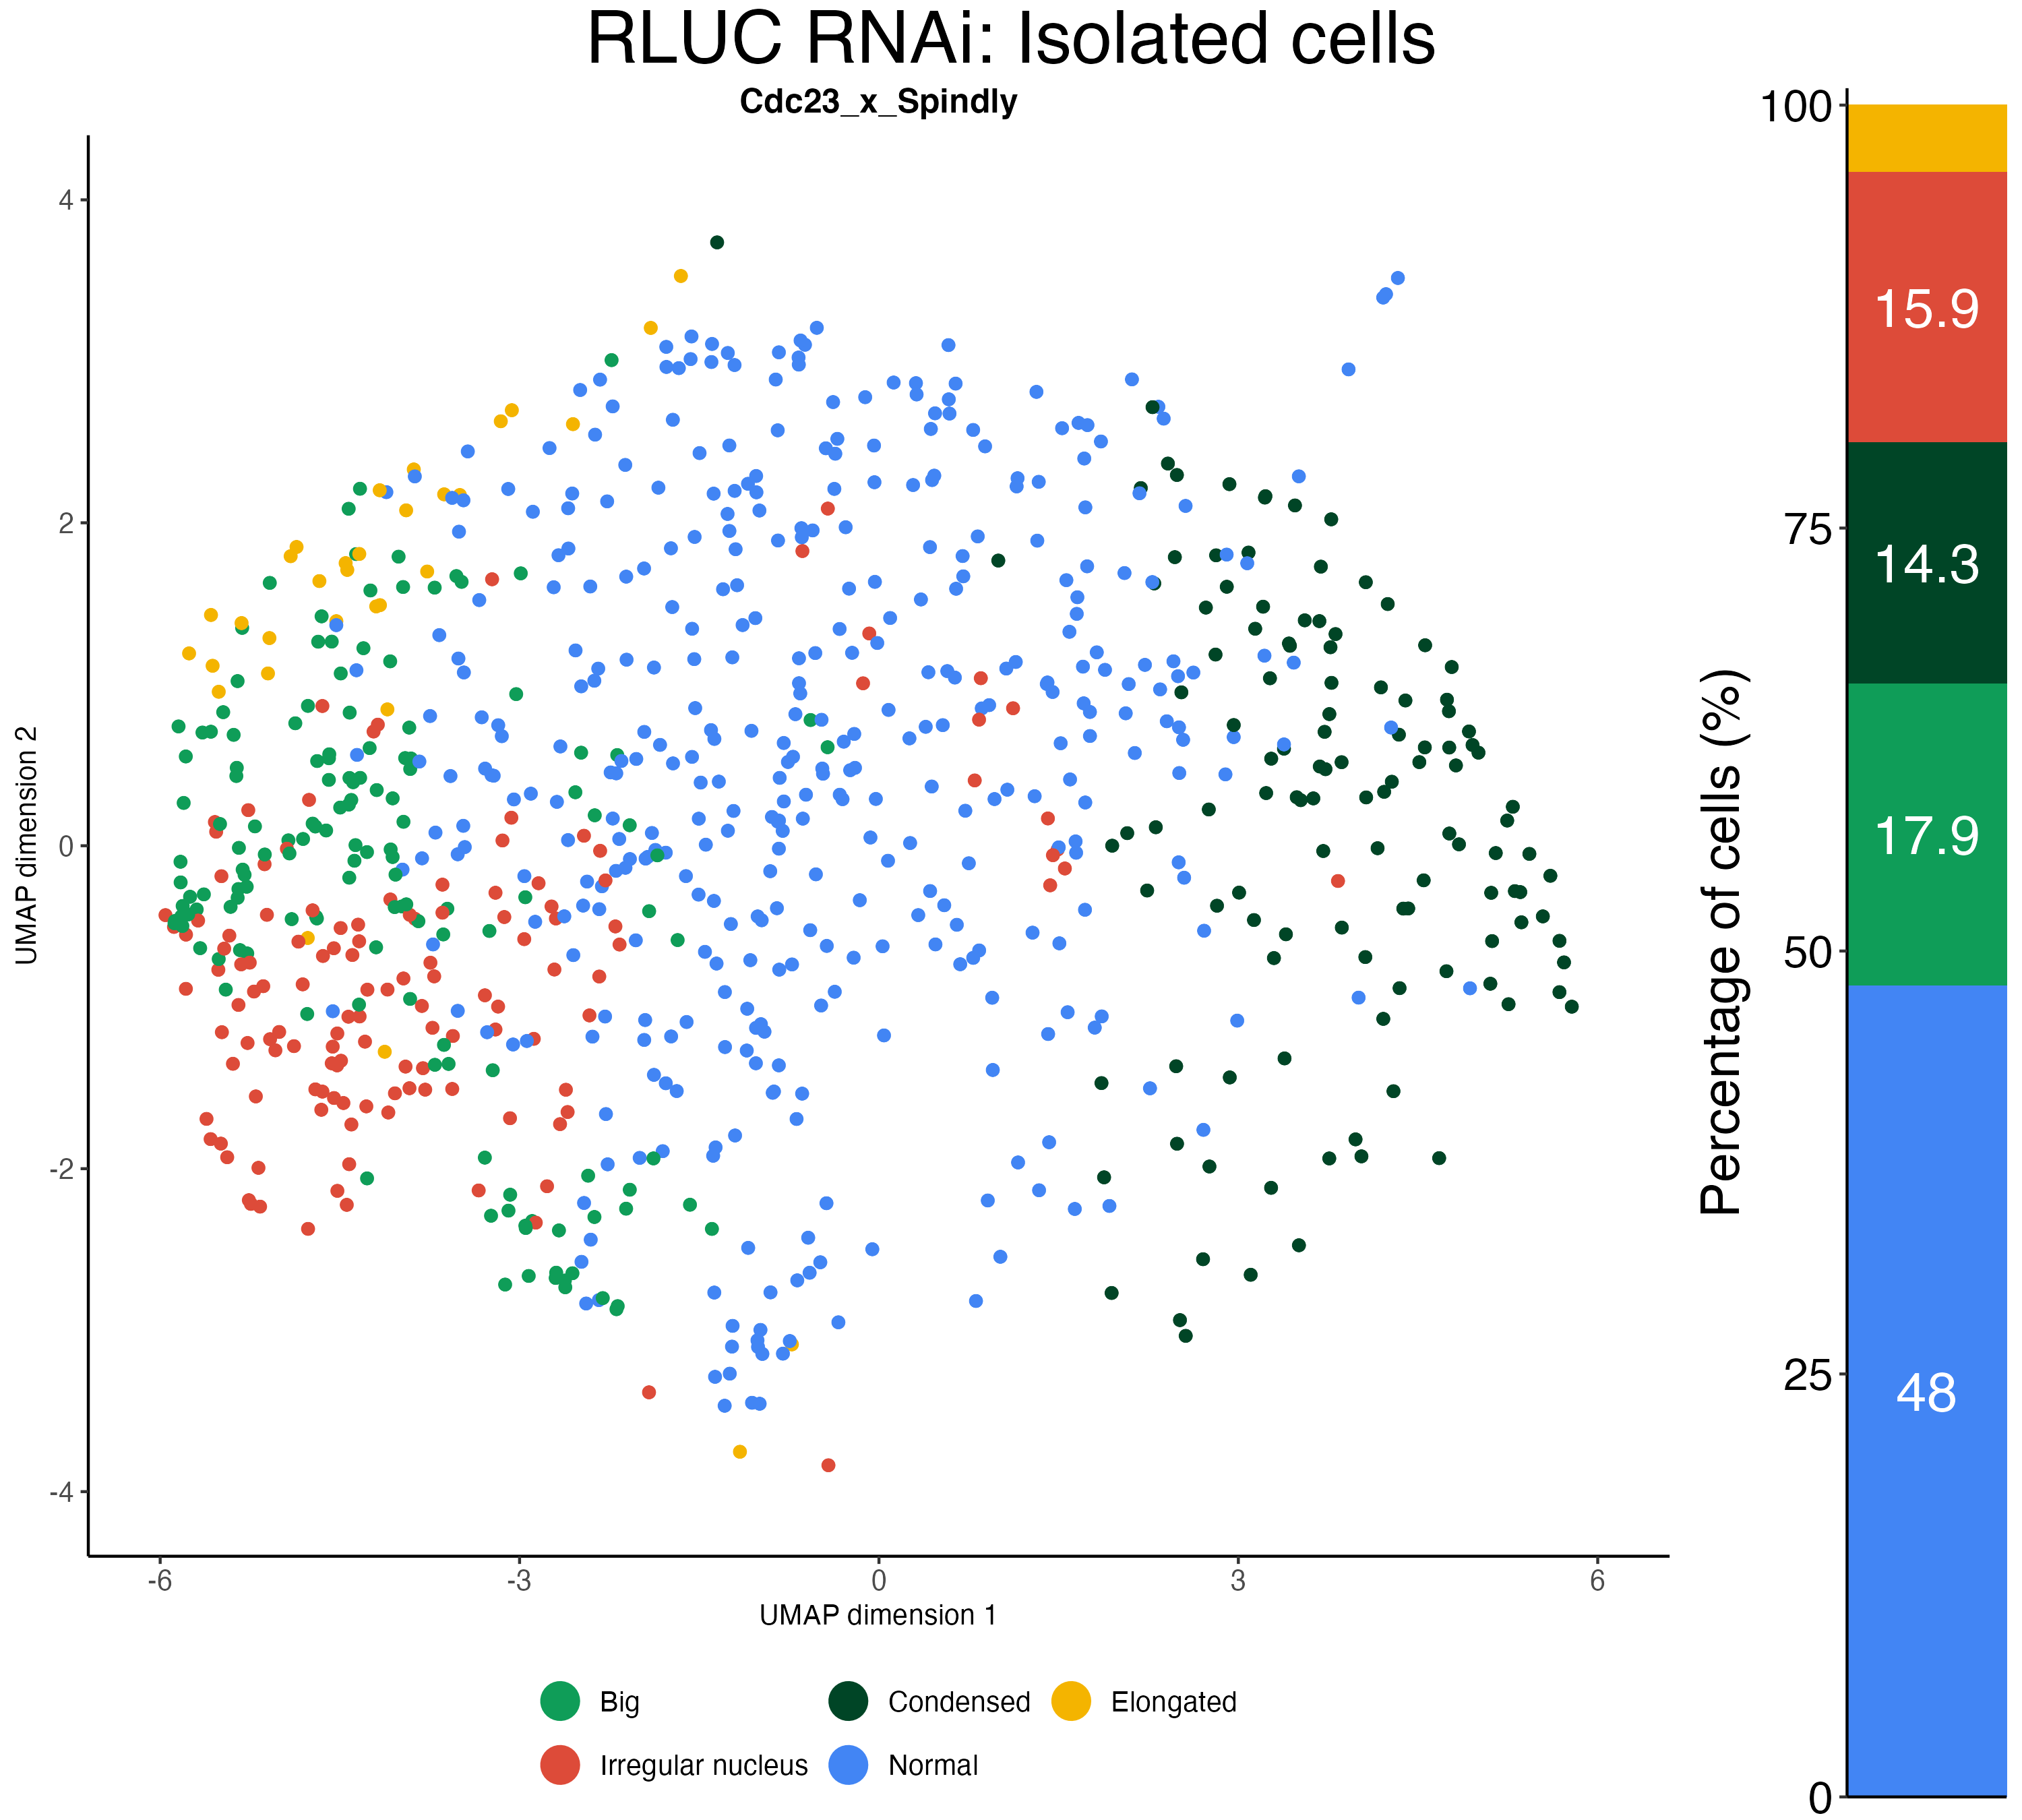 RLUC RNAi: Isolated cells
Cdc23_x_Spindly
UMAP dimension 2
4
2
0
-2
-4
-6
-3
0
3
6
UMAP dimension 1
Big
Condensed
Elongated
Irregular nucleus
Normal
Percentage of cells (%)
100
75
50
25
0
15.9
14.3
17.9
48